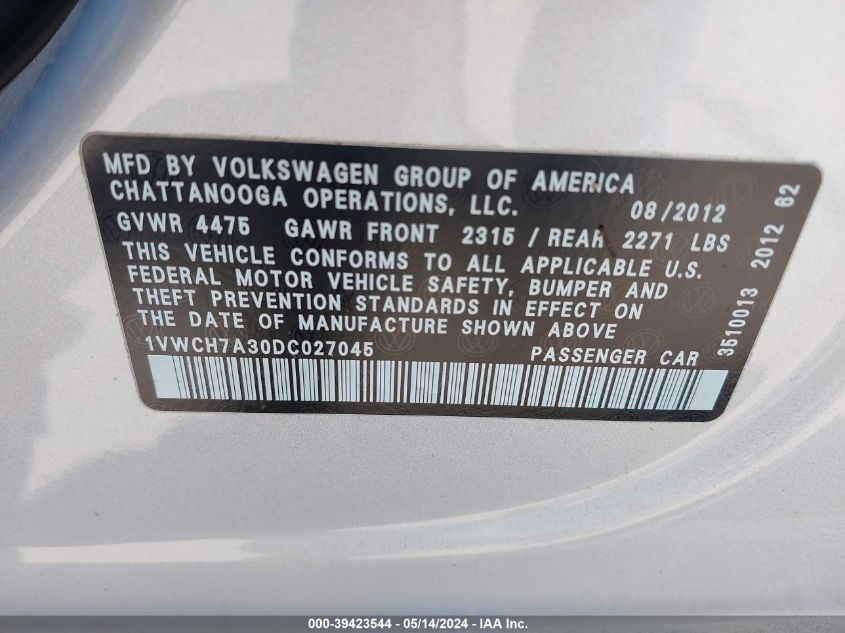 MFD BY VOLKSWAGEN GROUP OF AMERICA
CHATTANOOGA OPERATIONS, LLC. 08/2012
GVWR 4475 GAWR FRONT 2315 / REAR 2271 LBS
THIS VEHICLE CONFORMS TO ALL APPLICABLE U.S.
FEDERAL MOTOR VEHICLE SAFETY, BUMPER AND
THEFT PREVENTION STANDARDS IN EFFECT ON
THE DATE OF MANUFACTURE SHOWN ABOVE.
1VWCH7A30DC027045 PASSENGER CAR
3510013 2012 62
000-39423544 - 05/14/2024 - IAA Inc.